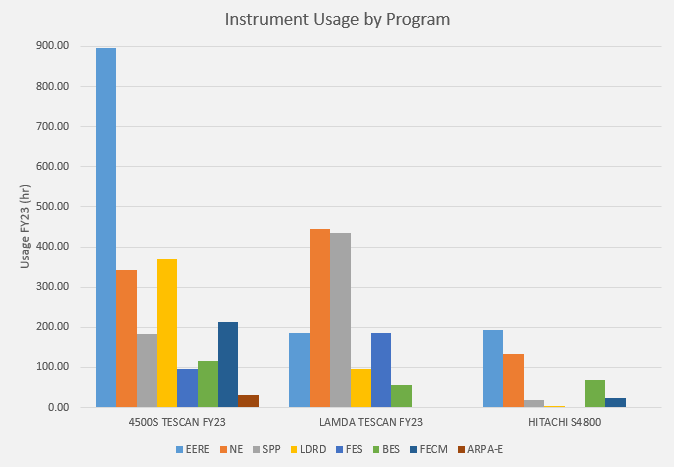 Instrument Usage by Program
900.00
800.00
700.00
600.00
500.00
400.00
300.00
200.00
100.00
0.00
Usage FY23 (hr)
4500S TESCAN FY23 LAMDA TESCAN FY23 HITACHI S4800
EERE NE SPP LDRD FES BES FECM ARPA-E